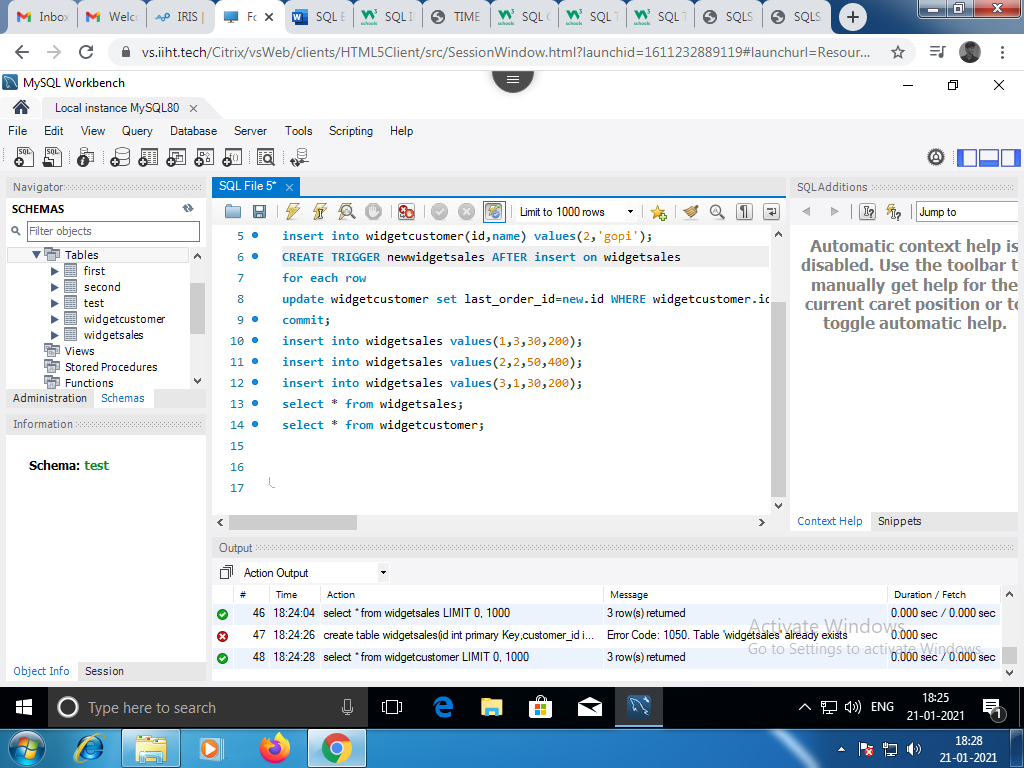 Inbox
Welc
IRIS |
Fo
SQL E
SQL I
TIME
SQL C
SQL T
SQL T
SQLS
SQLS
vs.iiht.tech/Citrix/vsWeb/clients/HTML5Client/src/SessionWindow.html?launchid=1611232889119#launchurl=Resour...
MySQL Workbench
Local instance MySQL80
File Edit View Query Database Server Tools Scripting Help
Navigator
SCHEMAS
Filter objects
Tables
first
second
test
widgetcustomer
widgetsales
Views
Stored Procedures
Functions
Administration Schemas
Information
Schema: test
Object Info Session
SQL File 5*
Limit to 1000 rows
5 insert into widgetcustomer(id,name) values(2,'gopi');
6 CREATE TRIGGER newwidgetsales AFTER insert on widgetsales
7 for each row
8 update widgetcustomer set last_order_id=new.id WHERE widgetcustomer.id
9 commit;
10 insert into widgetsales values(1,3,30,200);
11 insert into widgetsales values(2,2,50,400);
12 insert into widgetsales values(3,1,30,200);
13 select * from widgetsales;
14 select * from widgetcustomer;
15
16
17
SQLAdditions
Jump to
Automatic context help is
disabled. Use the toolbar t
manually get help for the
current caret position or to
toggle automatic help.
Context Help Snippets
Output
Action Output
# Time Action Message Duration / Fetch
46 18:24:04 select * from widgetsales LIMIT 0, 1000 3 row(s) returned 0.000 sec / 0.000 sec
47 18:24:26 create table widgetsales(id int primary Key,customer_id i... Error Code: 1050. Table 'widgetsales' already exists 0.000 sec
48 18:24:28 select * from widgetcustomer LIMIT 0, 1000 3 row(s) returned 0.000 sec / 0.000 sec
Activate Windows
Go to Settings to activate Windows.
Type here to search
ENG
18:25
21-01-2021
1
18:28
21-01-2021